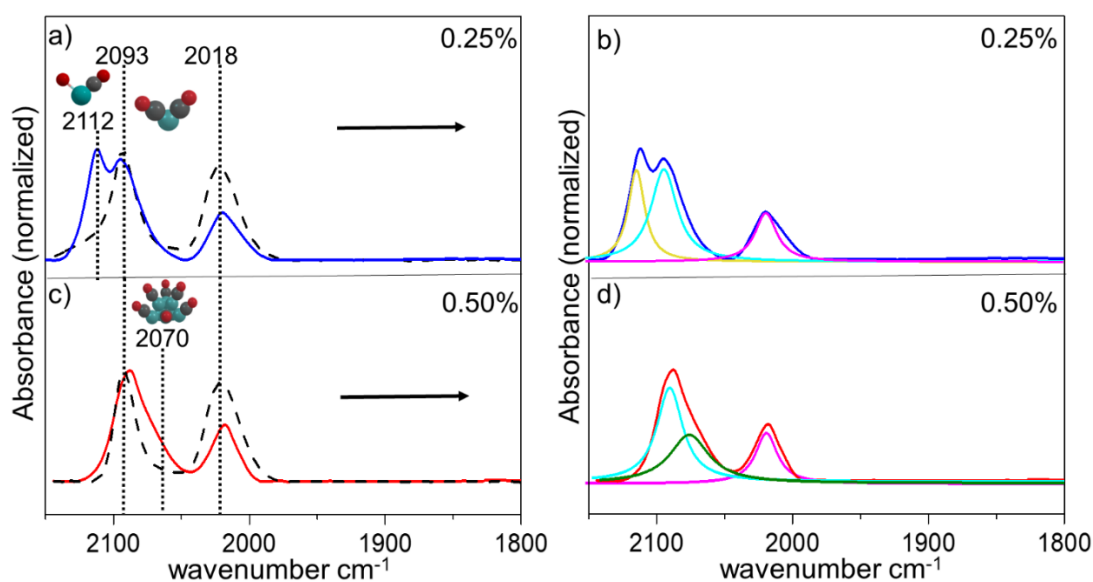 a)
2093
2018
0.25%
2112
b)
0.25%
c)
2070
0.50%
d)
0.50%
Absorbance (normalized)
Absorbance (normalized)
2100
2000
1900
1800
2100
2000
1900
1800
wavenumber cm⁻¹
wavenumber cm⁻¹